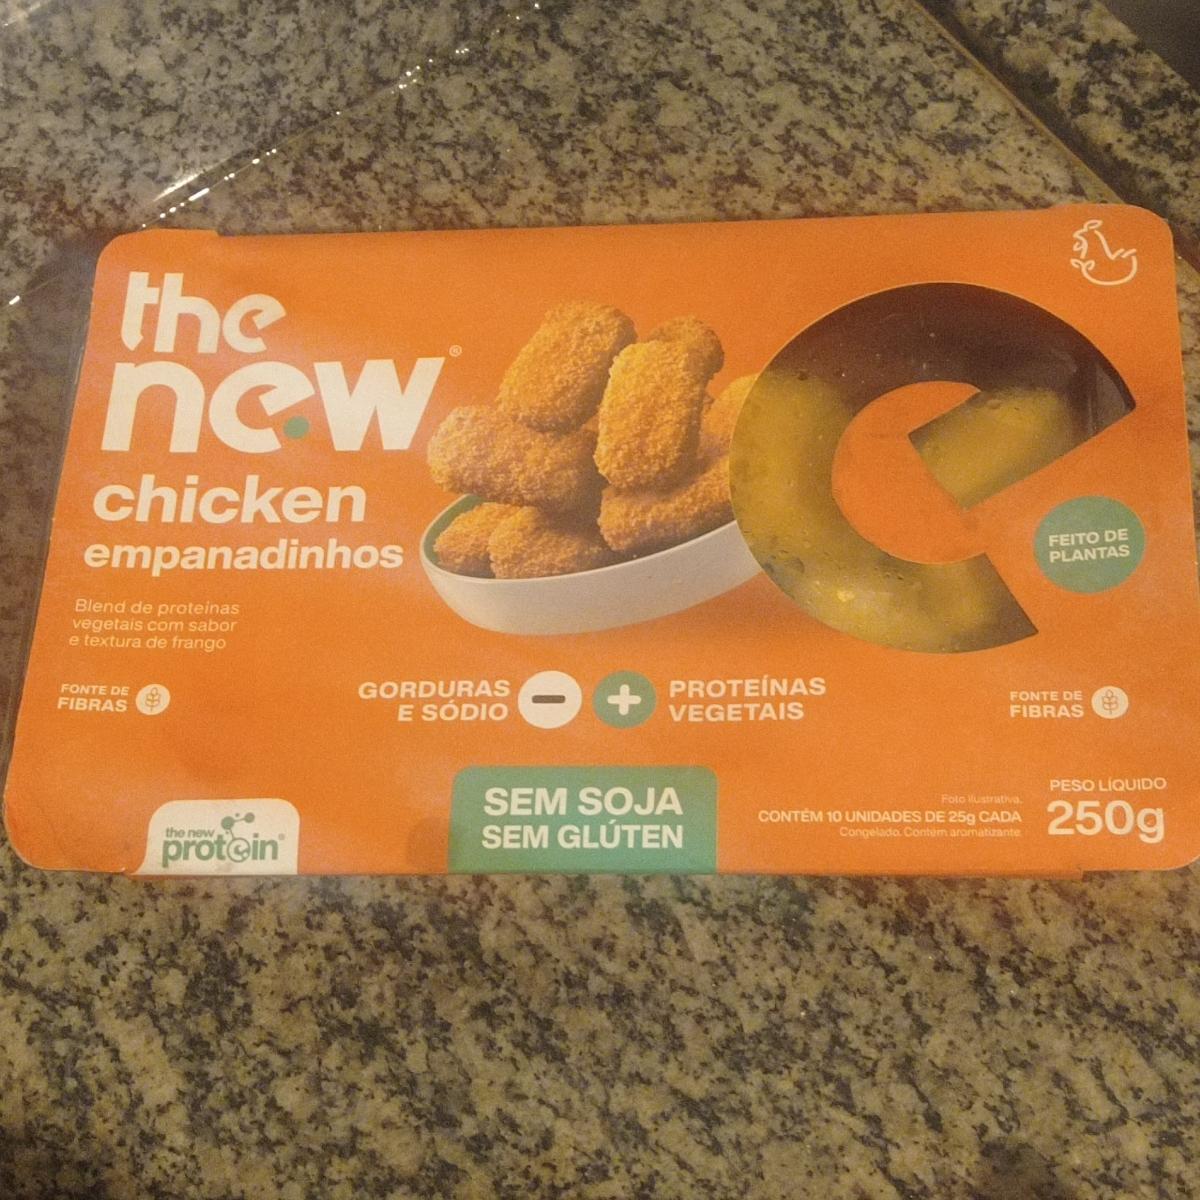 the
new®
chicken
empanadinhos
Blend de proteínas
vegetais com sabor
e textura de frango
FONTE DE
FIBRAS
GORDURAS
E SÓDIO
PROTEÍNAS
VEGETAIS
FEITO DE
PLANTAS
FONTE DE
FIBRAS
the new
protein®
SEM SOJA
SEM GLÚTEN
Foto ilustrativa.
CONTÉM 10 UNIDADES DE 25g CADA
Congelado. Contém aromatizante.
PESO LÍQUIDO
250g